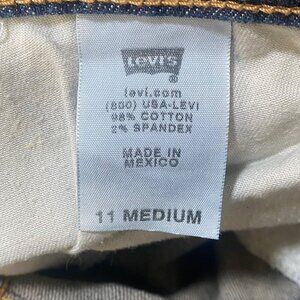 Levi's
®
levi.com
(800) USA-LEVI
98% COTTON
2% SPANDEX
MADE IN
MEXICO
11 MEDIUM